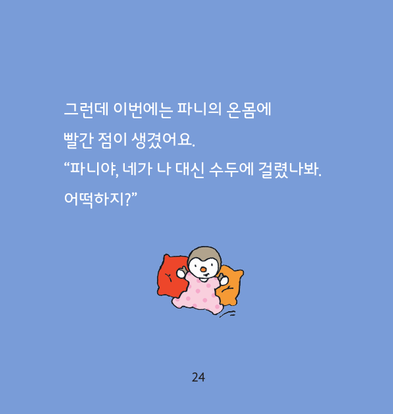 그런데 이번에는 파니의 온몸에
빨간 점이 생겼어요.
“파니야, 네가 나 대신 수두에 걸렸나봐.
어떡하지?”
24